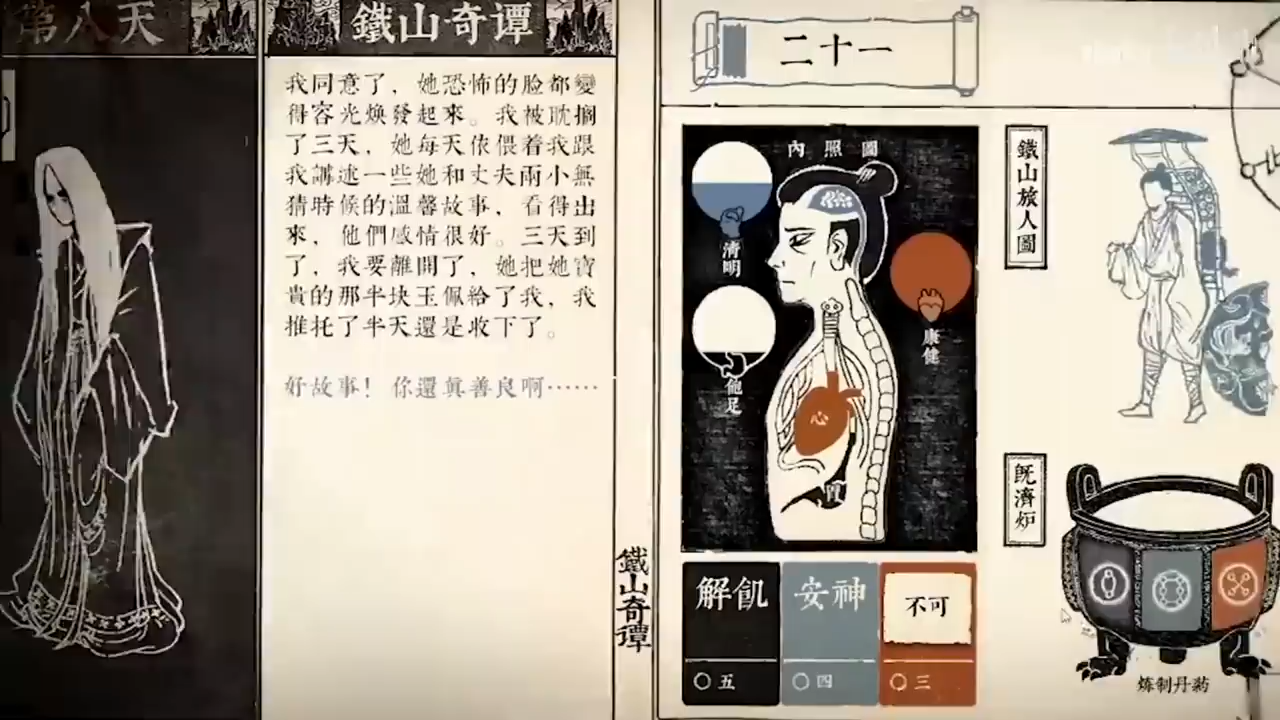 第八天
鐵山奇谭
我同意了，她恐怖的脸都變
得容光煥發起來。我被耽擱
了三天，她每天依偎着我跟
我講述一些她和丈夫兩小無
猜時候的溫馨故事，看得出
來，他們感情很好。三天到
了，我要離開了，她把她寶
貴的那半块玉佩給了我，我
推托了半天還是收下了。
好故事！你還真善良啊……
鐵山奇谭
二十一
內照圖
清明
飽足
康健
心
胃
解飢
安神
不可
五
四
三
鐵山旅人圖
既濟炉
炼制丹药